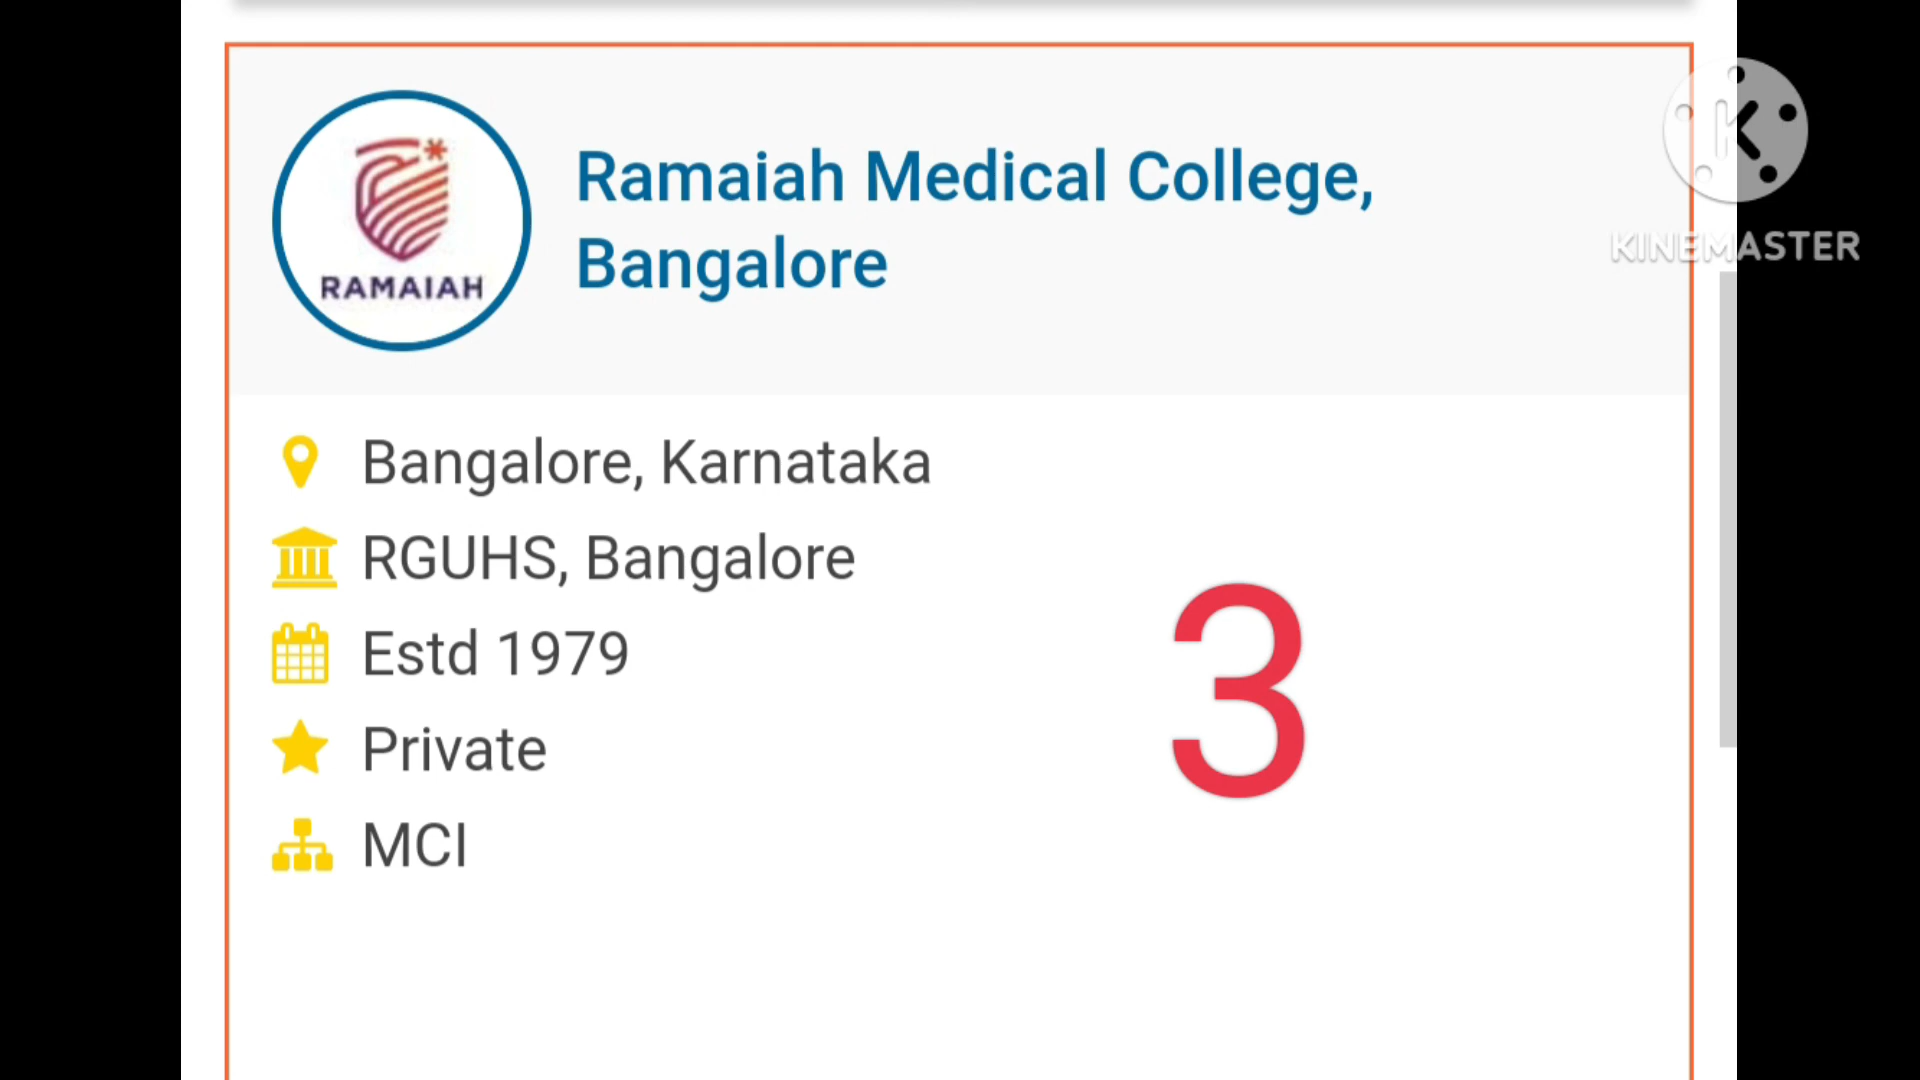 RAMAIAH
Ramaiah Medical College,
Bangalore
KINEMASTER
Bangalore, Karnataka
RGUHS, Bangalore
Estd 1979
Private
MCI
3